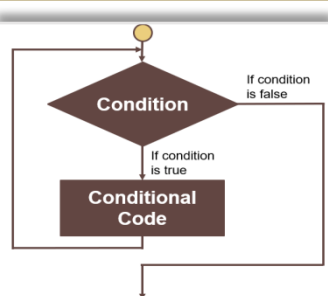 Condition
If condition
is false
If condition
is true
Conditional
Code